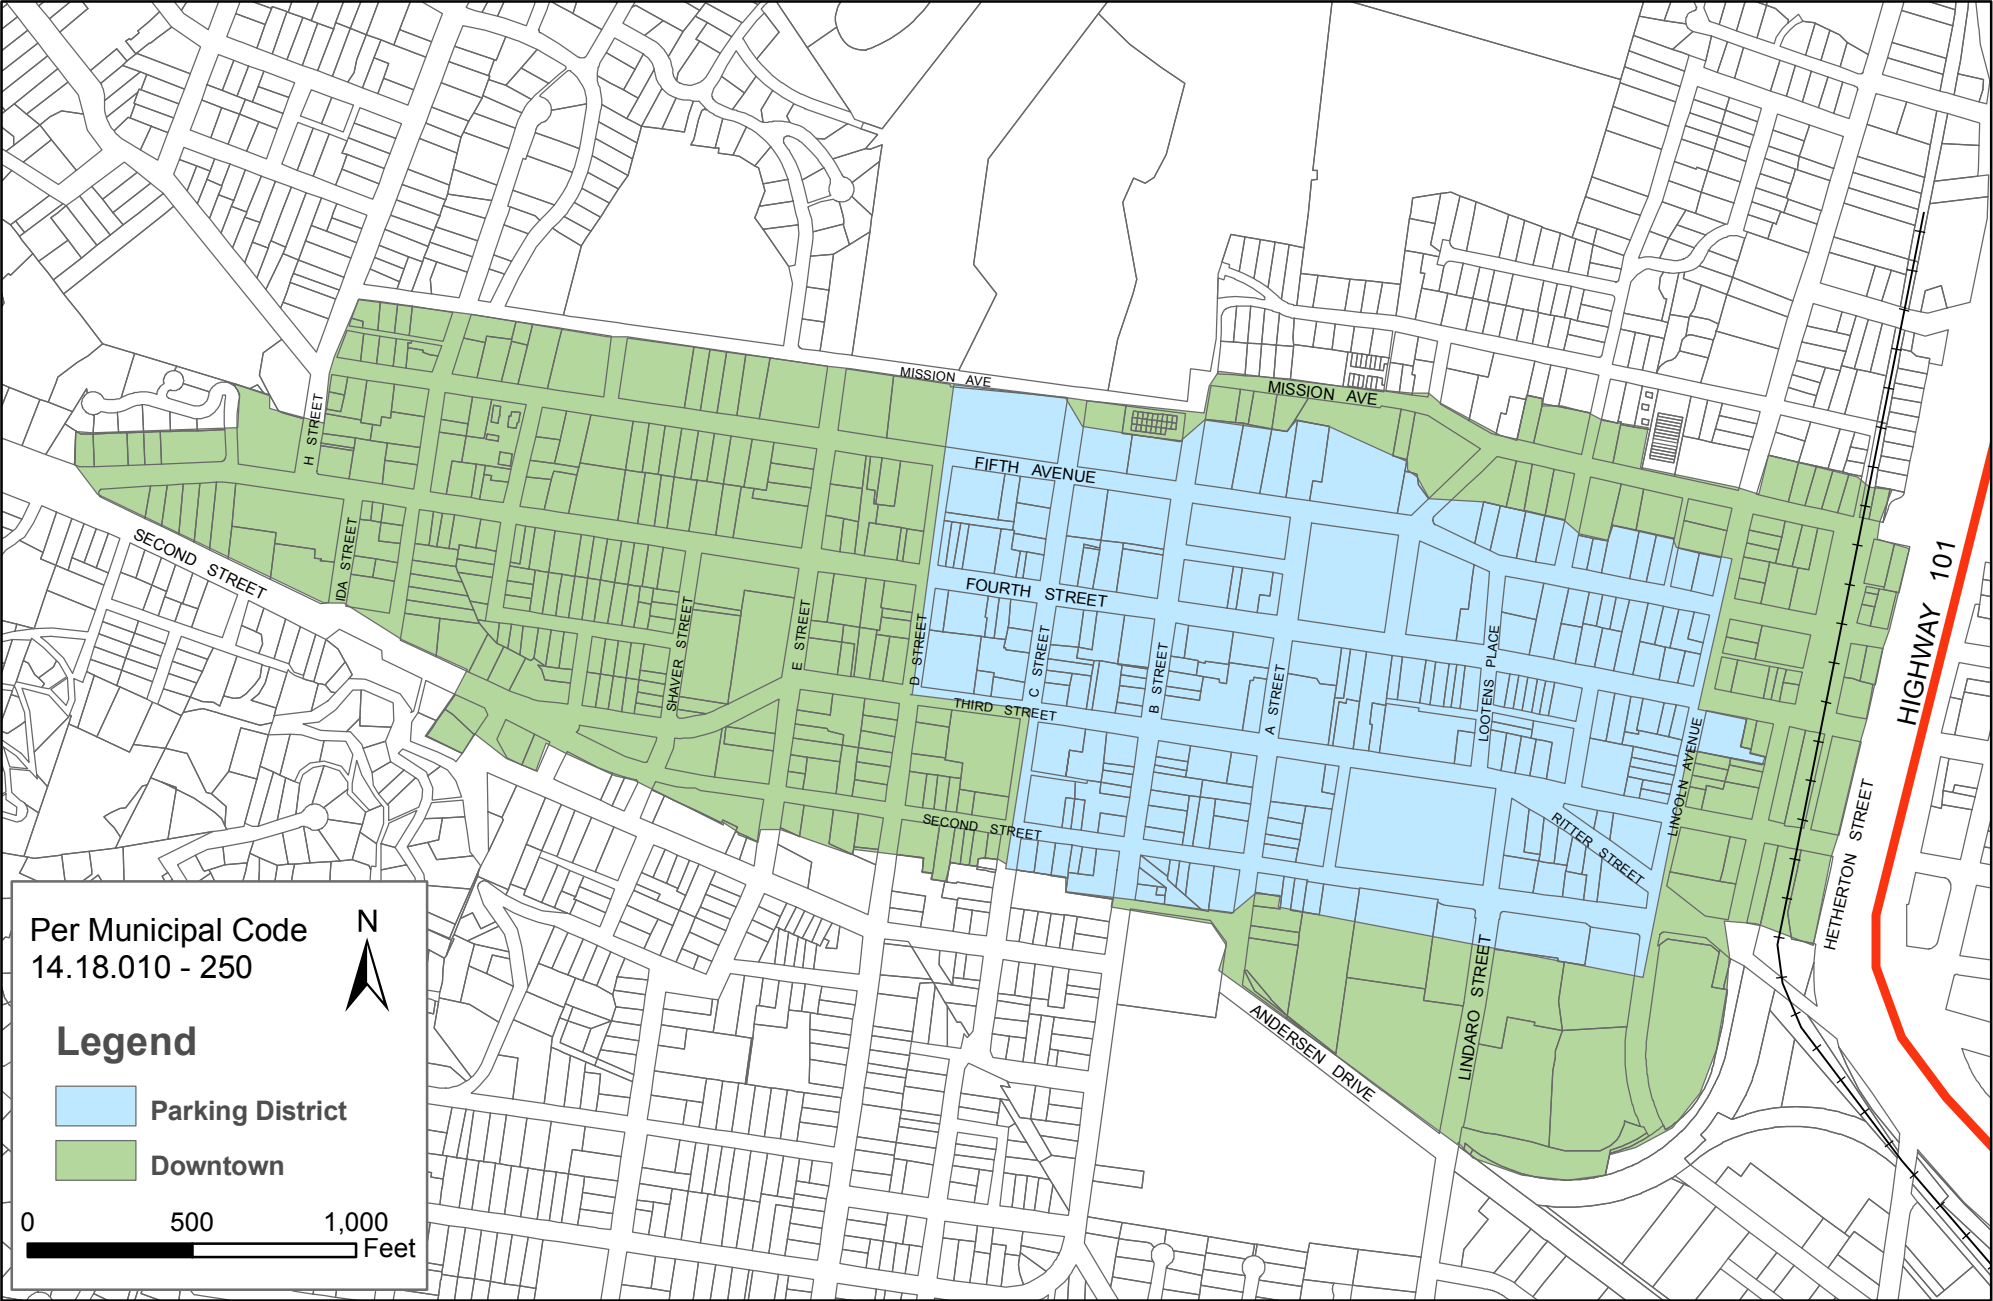 MISSION AVE
MISSION AVE
H STREET
FIFTH AVENUE
SECOND STREET
IDA STREET
HIGHWAY 101
FOURTH STREET
SHAVER STREET
E STREET
D STREET
C STREET
B STREET
A STREET
LOOTENS PLACE
THIRD STREET
LINCOLN AVENUE
SECOND STREET
RITTER STREET
HETHERTON STREET
LINDARO STREET
ANDERSEN DRIVE
Per Municipal Code
14.18.010 - 250
N
Legend
Parking District
Downtown
0 500 1,000
Feet